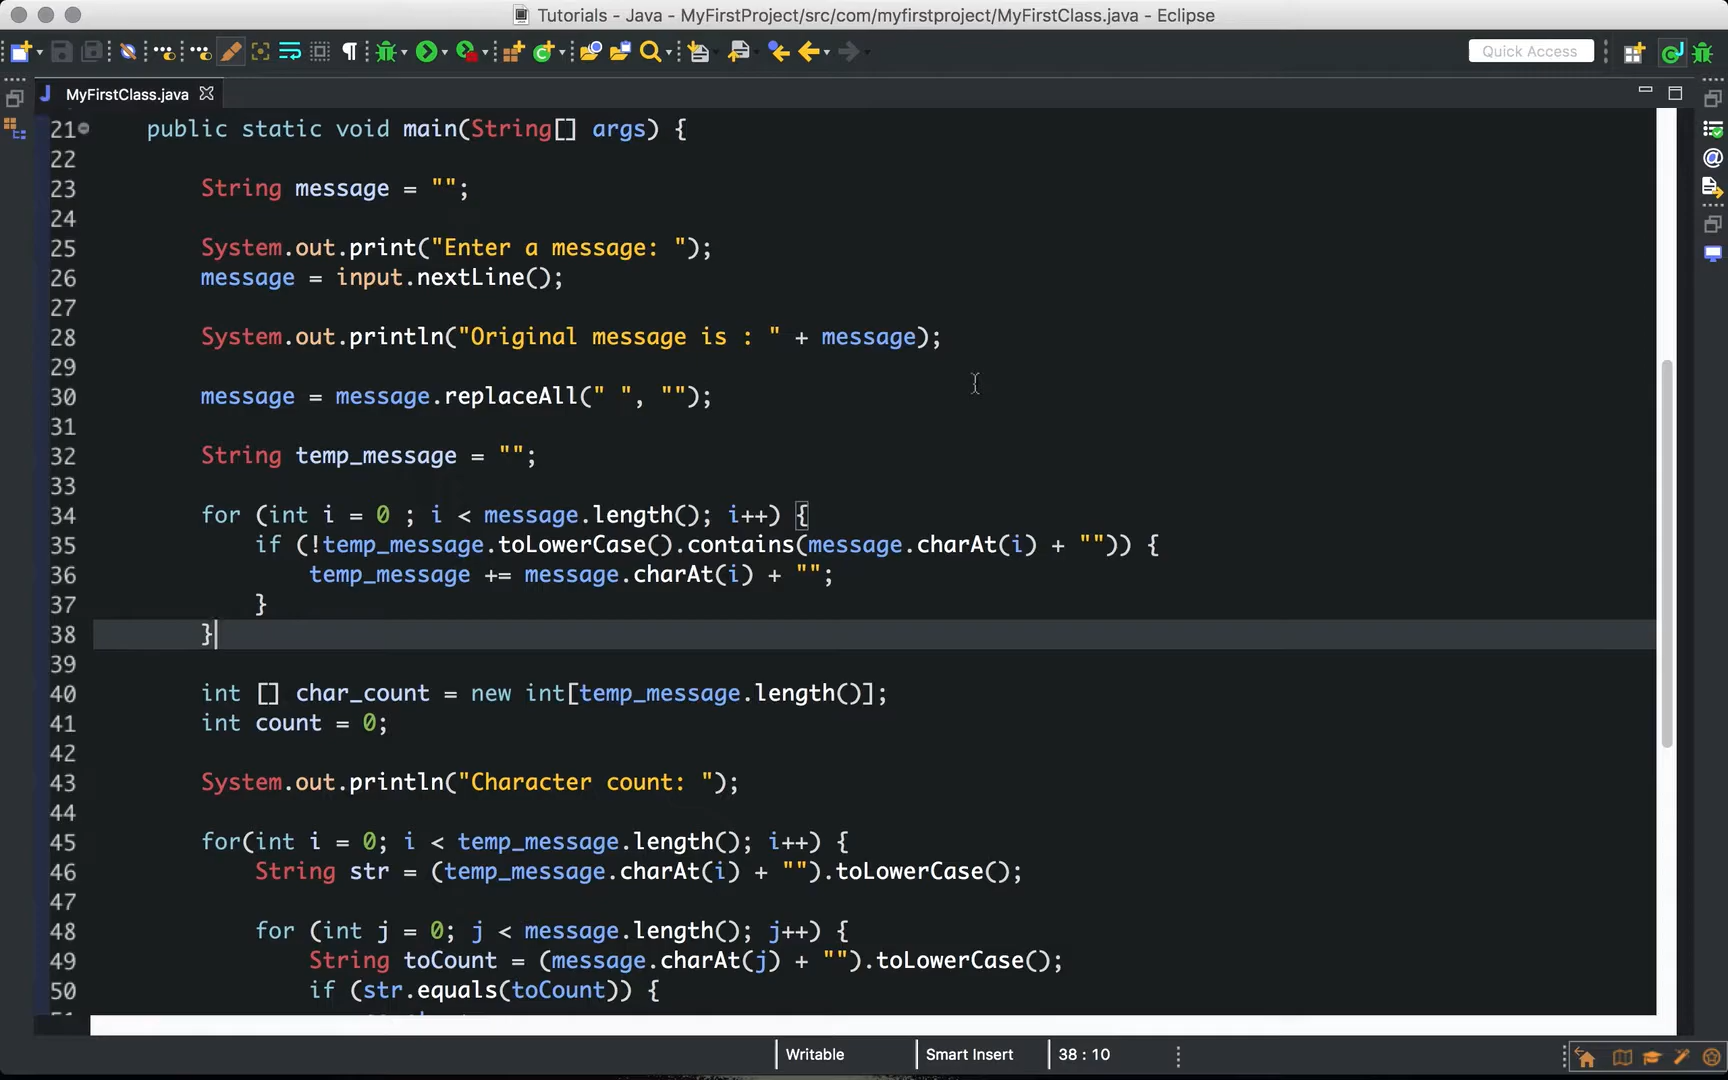 Tutorials - Java - MyFirstProject/src/com/myfirstproject/MyFirstClass.java - Eclipse
Quick Access
MyFirstClass.java
21 public static void main(String[] args) {
22
23 String message = "";
24
25 System.out.print("Enter a message: ");
26 message = input.nextLine();
27
28 System.out.println("Original message is : " + message);
29
30 message = message.replaceAll(" ", "");
31
32 String temp_message = "";
33
34 for (int i = 0 ; i < message.length(); i++) {
35 if (!temp_message.toLowerCase().contains(message.charAt(i) + "")) {
36 temp_message += message.charAt(i) + "";
37 }
38 }
39
40 int [] char_count = new int[temp_message.length()];
41 int count = 0;
42
43 System.out.println("Character count: ");
44
45 for(int i = 0; i < temp_message.length(); i++) {
46 String str = (temp_message.charAt(i) + "").toLowerCase();
47
48 for (int j = 0; j < message.length(); j++) {
49 String toCount = (message.charAt(j) + "").toLowerCase();
50 if (str.equals(toCount)) {
Writable Smart Insert 38 : 10